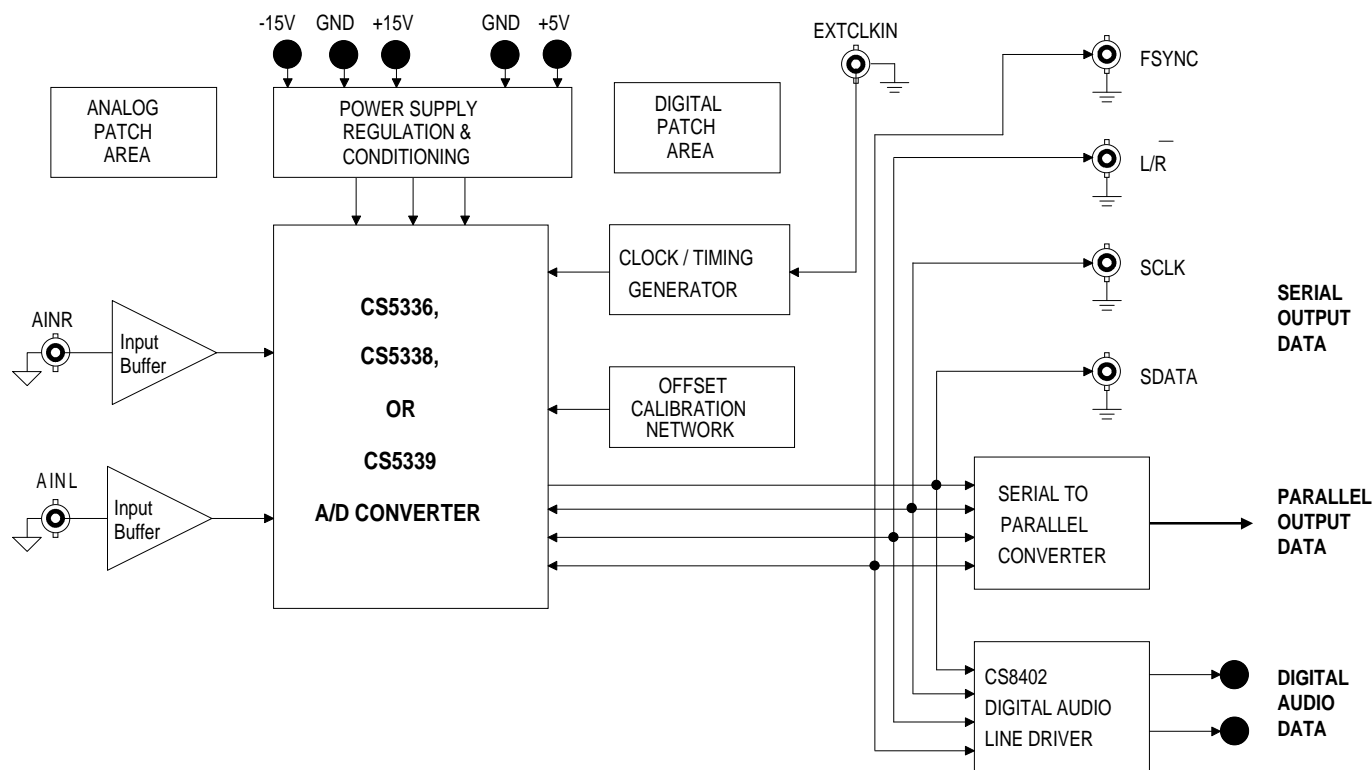 -15V GND +15V GND +5V
EXTCLKIN
FSYNC
ANALOG
PATCH
AREA
POWER SUPPLY
REGULATION &
CONDITIONING
DIGITAL
PATCH
AREA
L/R̅
CLOCK / TIMING
GENERATOR
SCLK
SERIAL
OUTPUT
DATA
AINR
Input
Buffer
CS5336,
CS5338,
OR
CS5339
A/D CONVERTER
OFFSET
CALIBRATION
NETWORK
SDATA
AINL
Input
Buffer
SERIAL TO
PARALLEL
CONVERTER
PARALLEL
OUTPUT
DATA
CS8402
DIGITAL AUDIO
LINE DRIVER
DIGITAL
AUDIO
DATA